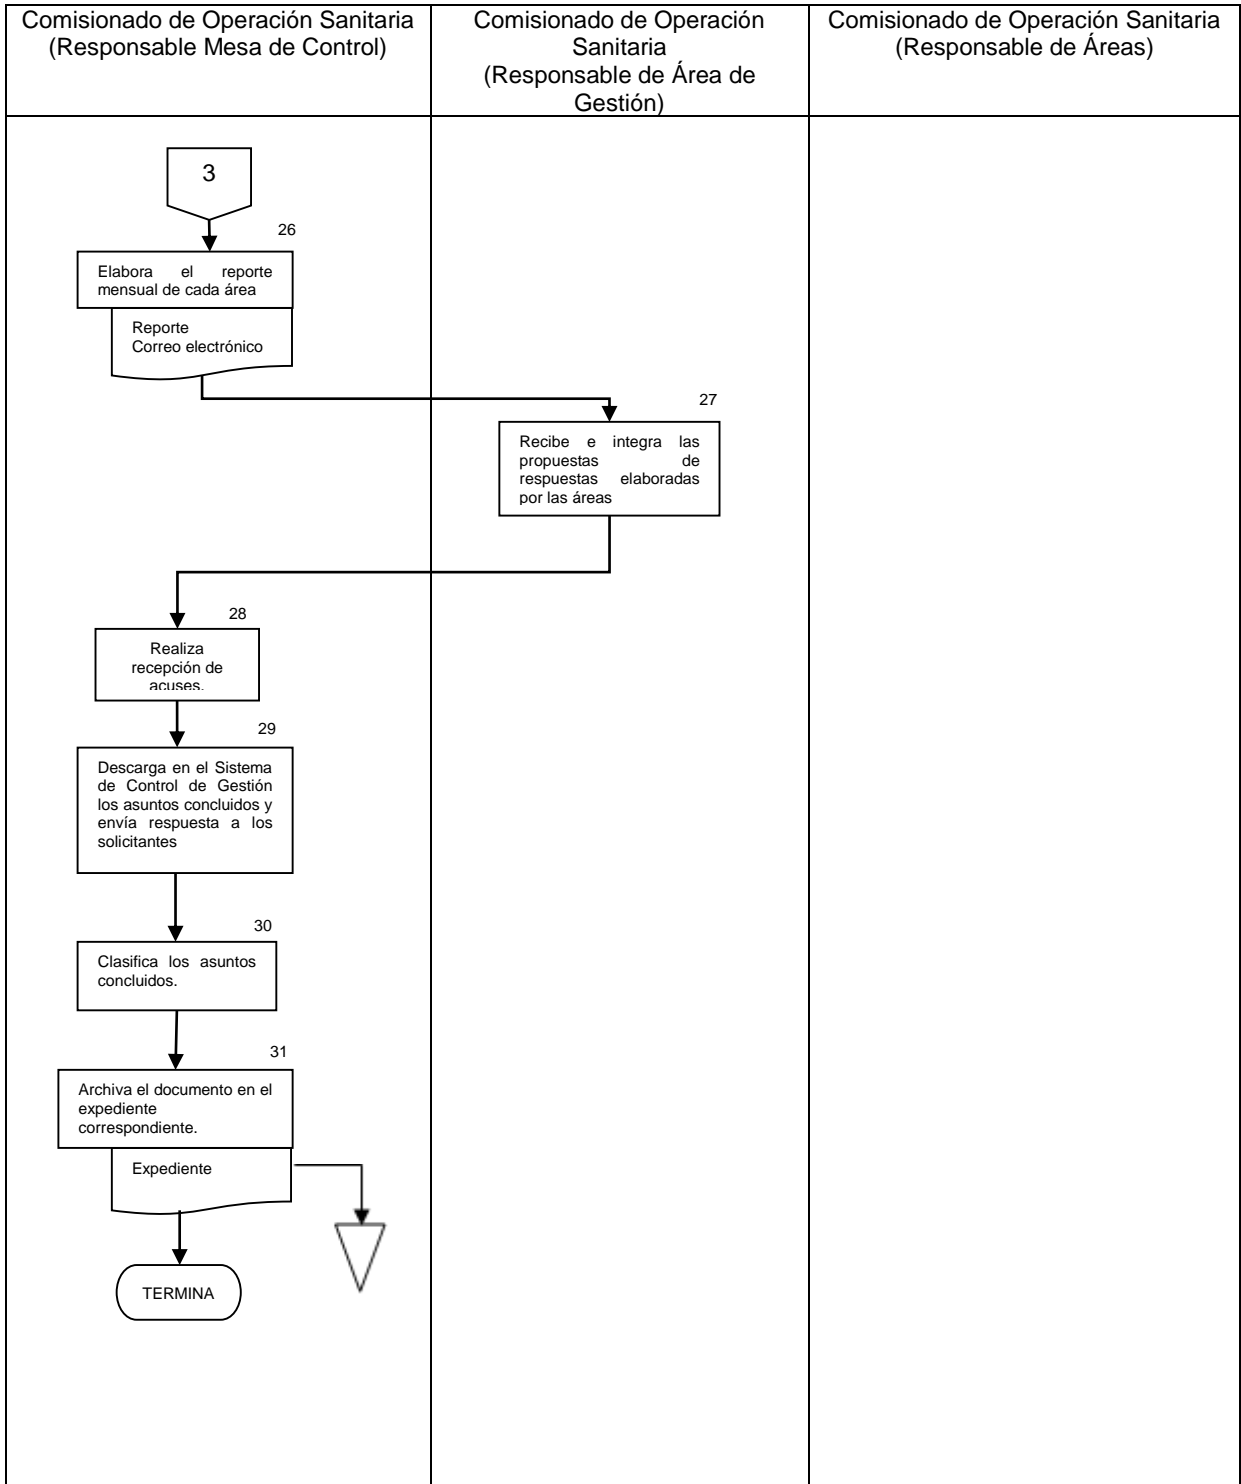 Comisionado de Operación Sanitaria
(Responsable Mesa de Control)
Comisionado de Operación
Sanitaria
(Responsable de Área de
Gestión)
Comisionado de Operación Sanitaria
(Responsable de Áreas)
3
26
Elabora el reporte
mensual de cada área
Reporte
Correo electrónico
27
Recibe e integra las
propuestas de
respuestas elaboradas
por las áreas
28
Realiza
recepción de
acuses.
29
Descarga en el Sistema
de Control de Gestión
los asuntos concluidos y
envía respuesta a los
solicitantes
30
Clasifica los asuntos
concluidos.
31
Archiva el documento en el
expediente
correspondiente.
Expediente
TERMINA